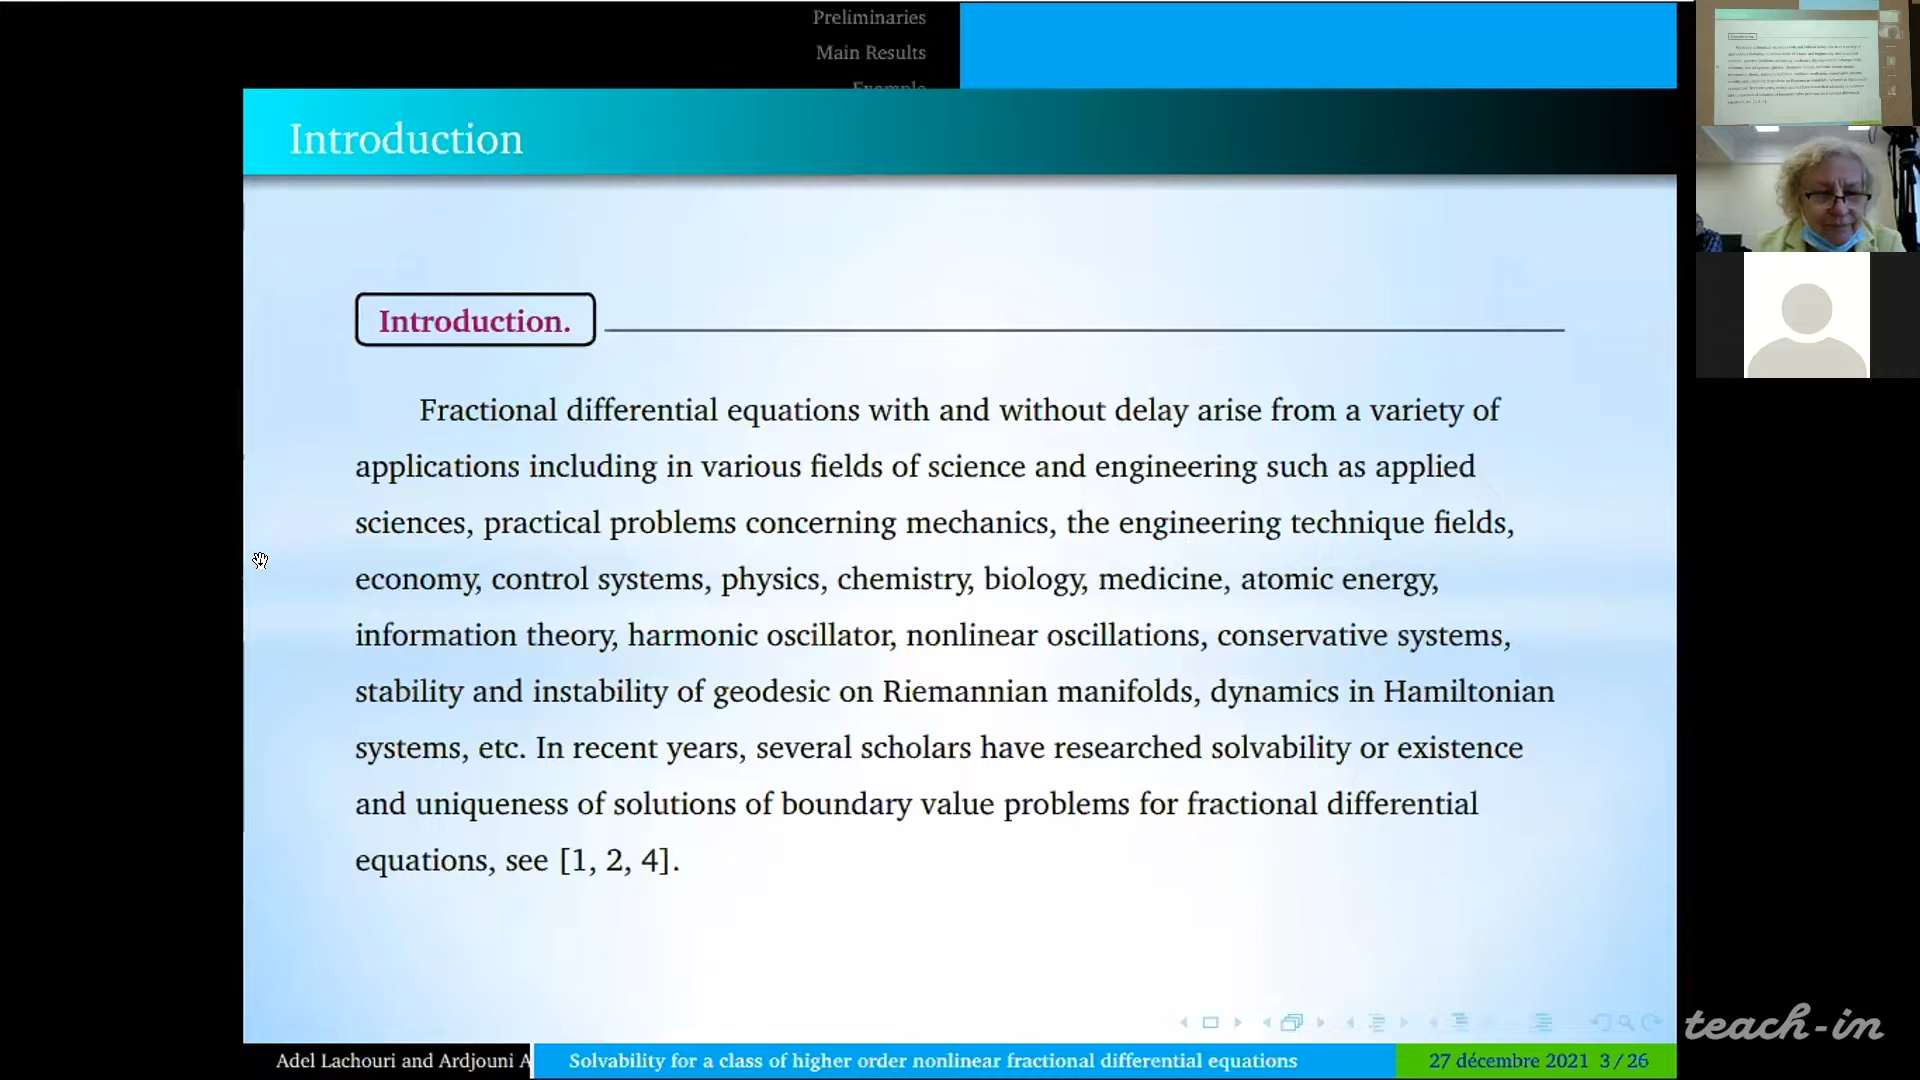 Preliminaries
Main Results
Example
Introduction
Introduction.
Fractional differential equations with and without delay arise from a variety of
applications including in various fields of science and engineering such as applied
sciences, practical problems concerning mechanics, the engineering technique fields,
economy, control systems, physics, chemistry, biology, medicine, atomic energy,
information theory, harmonic oscillator, nonlinear oscillations, conservative systems,
stability and instability of geodesic on Riemannian manifolds, dynamics in Hamiltonian
systems, etc. In recent years, several scholars have researched solvability or existence
and uniqueness of solutions of boundary value problems for fractional differential
equations, see [1, 2, 4].
teach-in
Adel Lachouri and Ardjouni A
Solvability for a class of higher order nonlinear fractional differential equations
27 décembre 2021 3 / 26